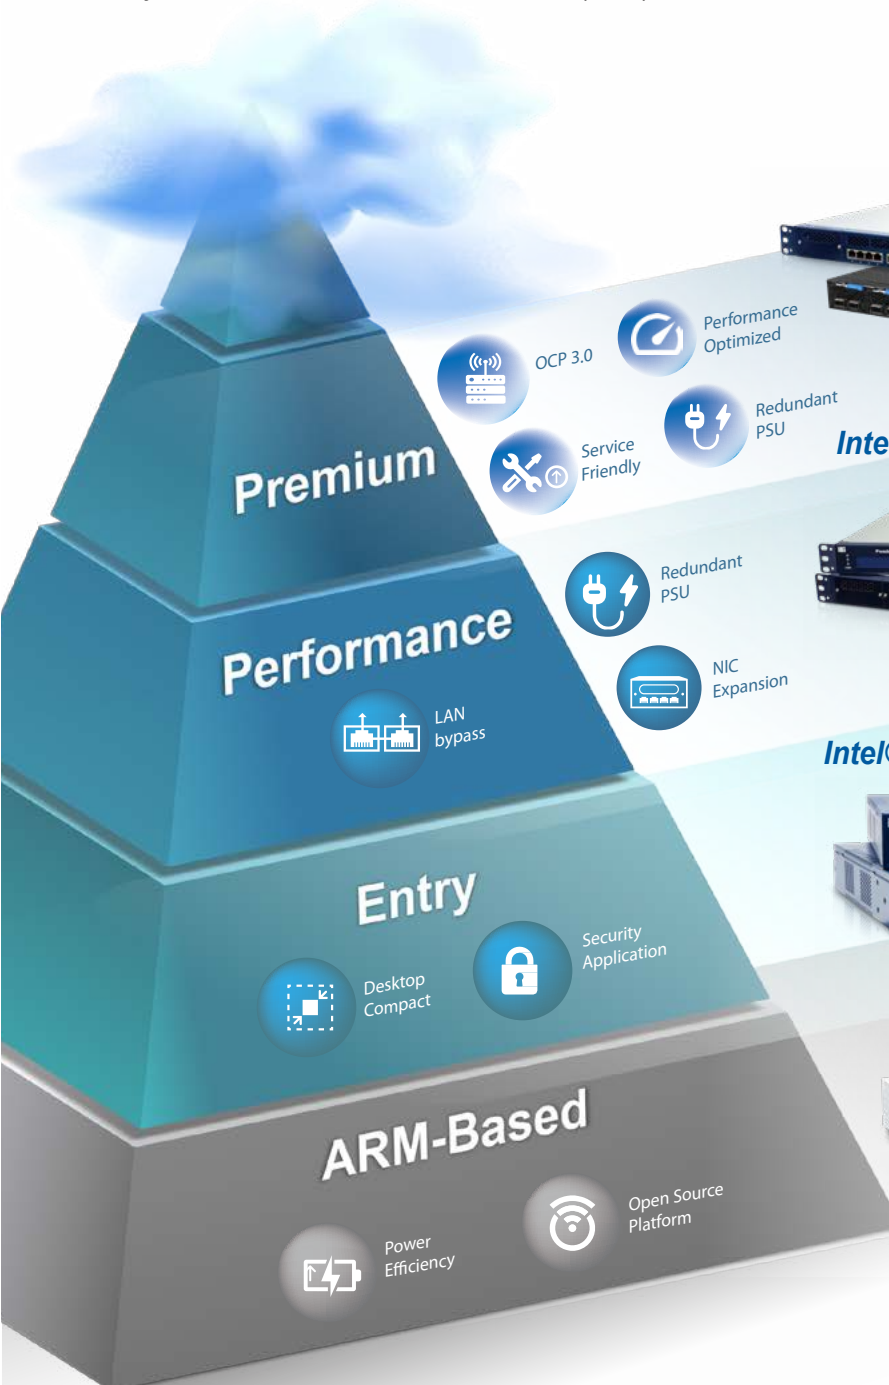 OCP 3.0
Performance
Optimized
Service
Friendly
Redundant
PSU
Premium
Redundant
PSU
NIC
Expansion
Performance
LAN
bypass
Intel®
Entry
Desktop
Compact
Security
Application
ARM-Based
Power
Efficiency
Open Source
Platform